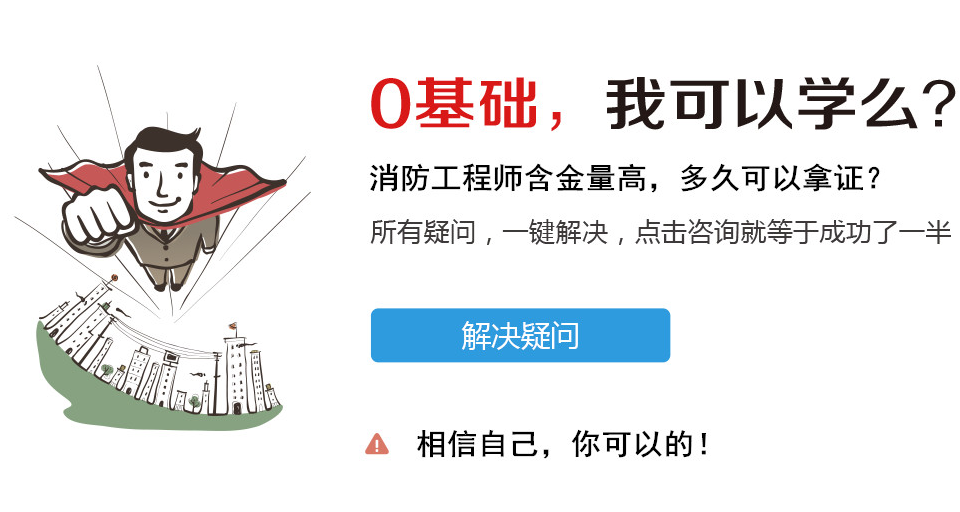 0基础，我可以学么?
消防工程师含金量高，多久可以拿证?
所有疑问，一键解决，点击咨询就等于成功了一半
解决疑问
相信自己，你可以的!